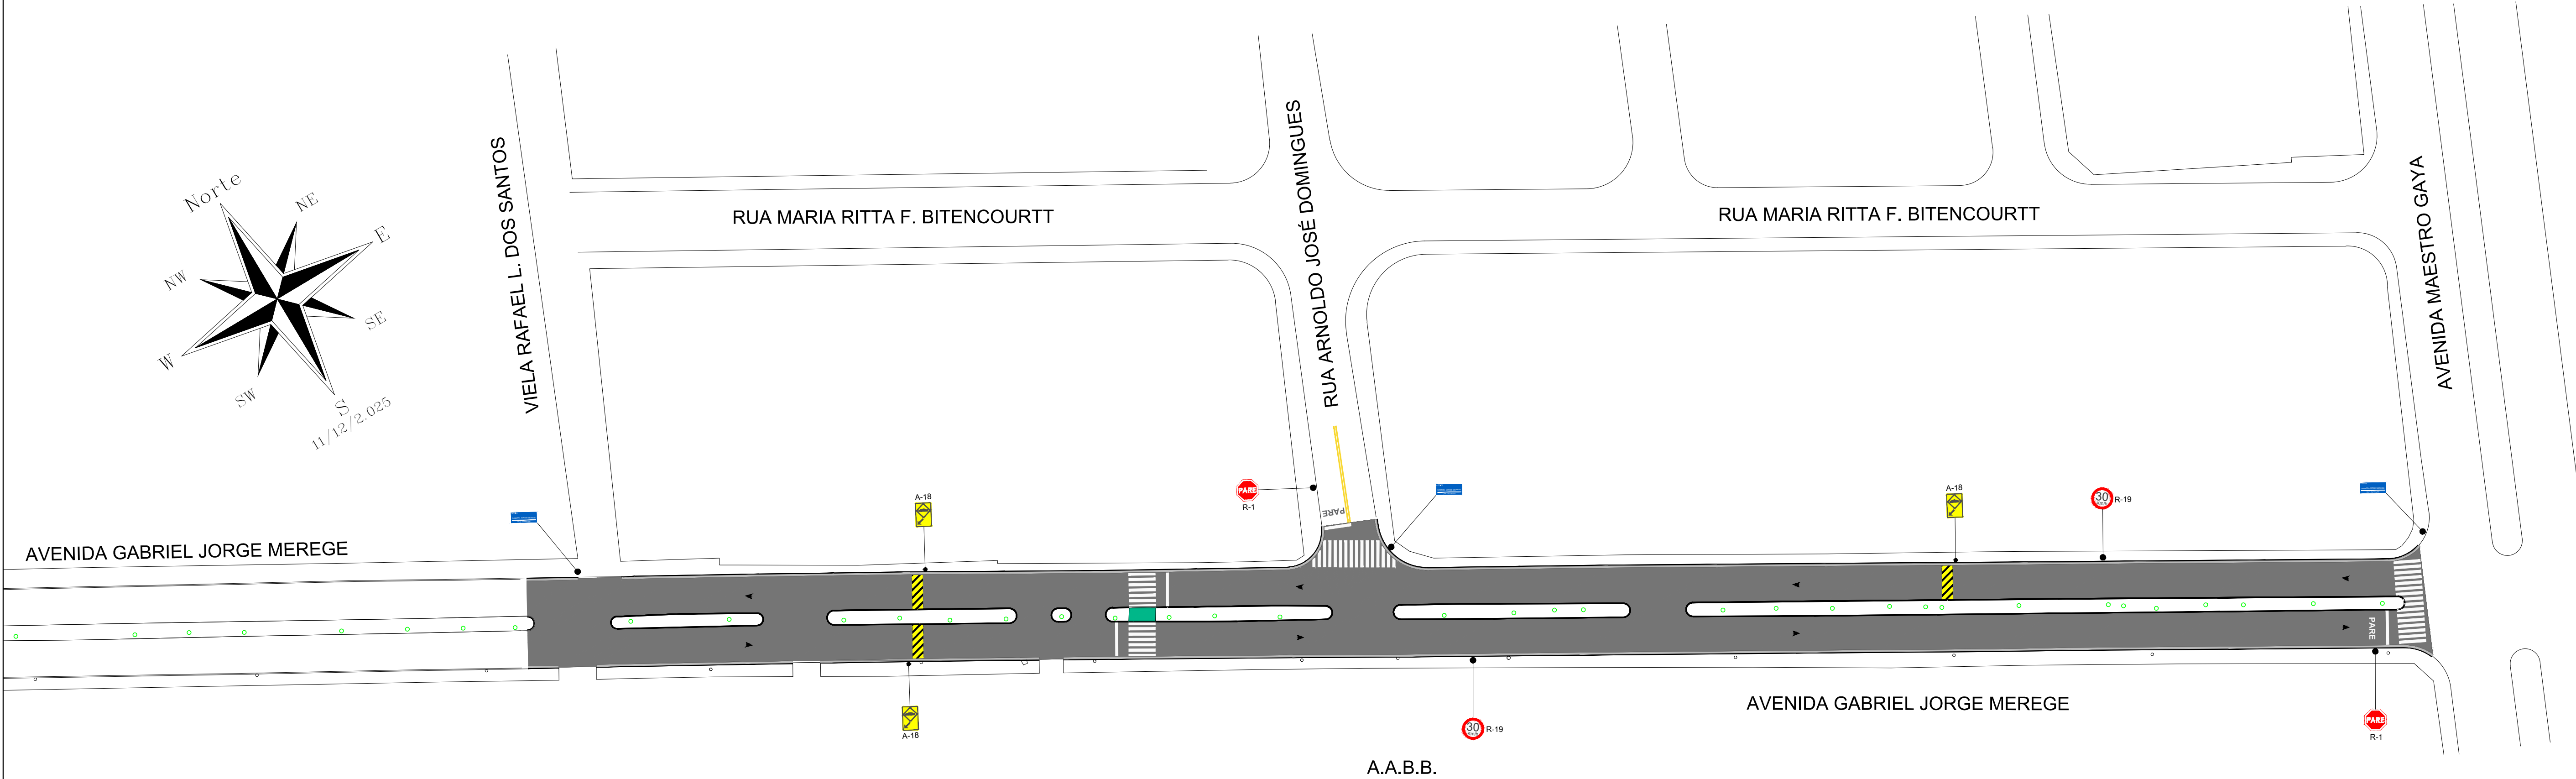 Norte
NE
E
NW
SE
W
SW
S
11/12/2.025
VIELA RAFAEL L. DOS SANTOS
RUA MARIA RITTA F. BITENCOURTT
RUA ARNOLDO JOSÉ DOMINGUES
RUA MARIA RITTA F. BITENCOURTT
AVENIDA MAESTRO GAYA
AVENIDA GABRIEL JORGE MEREGE
A-18
PARE
R-1
PARE
A-18
30
R-19
PARE
A-18
30
R-19
AVENIDA GABRIEL JORGE MEREGE
PARE
R-1
A.A.B.B.